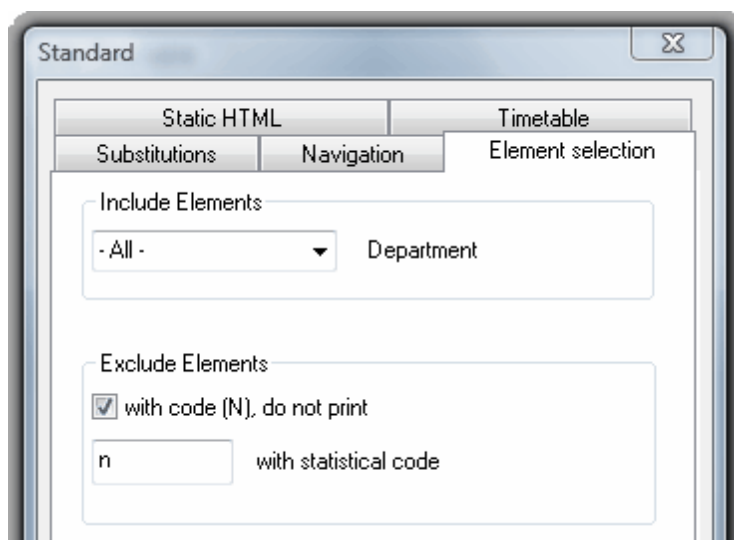 Standard
Static HTML Timetable
Substitutions Navigation Element selection
Include Elements
- All - Department
Exclude Elements
with code (N), do not print
n with statistical code